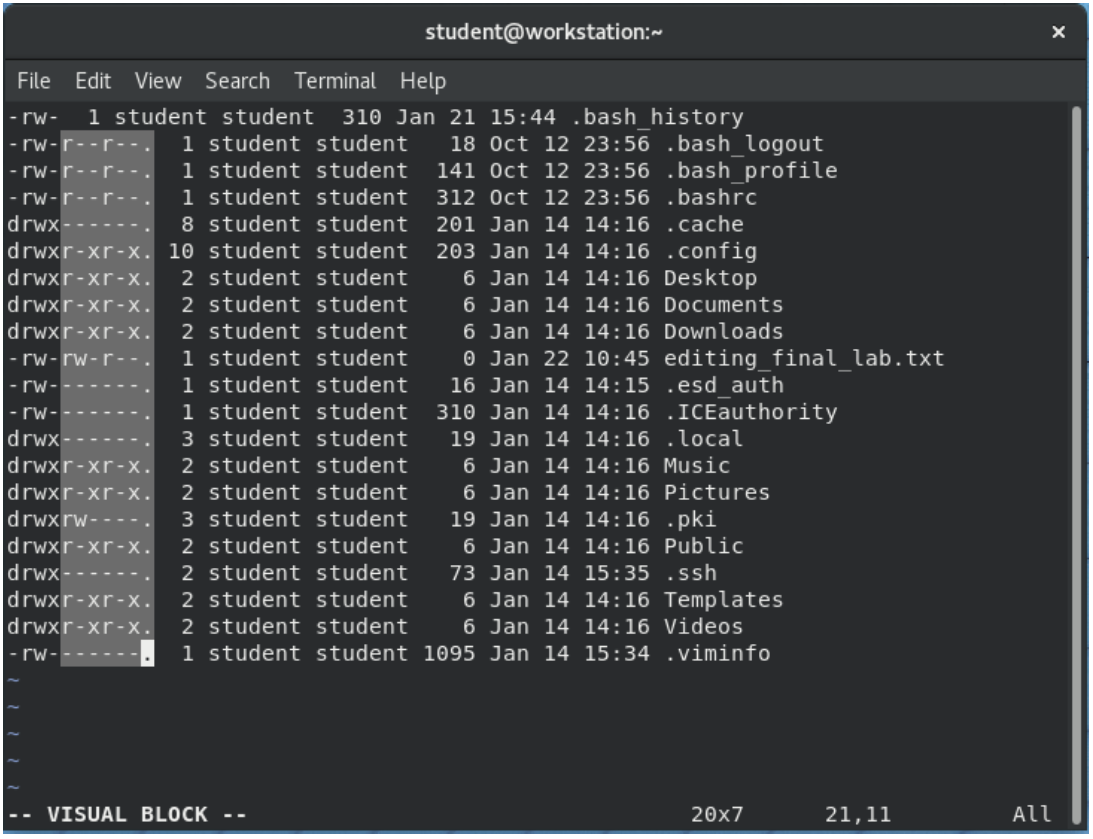 student@workstation:~ ×
File Edit View Search Terminal Help
-rw-  1 student student  310 Jan 21 15:44 .bash_history
-rw-r--r--.  1 student student   18 Oct 12 23:56 .bash_logout
-rw-r--r--.  1 student student  141 Oct 12 23:56 .bash_profile
-rw-r--r--.  1 student student  312 Oct 12 23:56 .bashrc
drwx------.  8 student student  201 Jan 14 14:16 .cache
drwxr-xr-x. 10 student student  203 Jan 14 14:16 .config
drwxr-xr-x.  2 student student    6 Jan 14 14:16 Desktop
drwxr-xr-x.  2 student student    6 Jan 14 14:16 Documents
drwxr-xr-x.  2 student student    6 Jan 14 14:16 Downloads
-rw-rw-r--.  1 student student    0 Jan 22 10:45 editing_final_lab.txt
-rw-------.  1 student student   16 Jan 14 14:15 .esd_auth
-rw-------.  1 student student  310 Jan 14 14:16 .ICEauthority
drwx------.  3 student student   19 Jan 14 14:16 .local
drwxr-xr-x.  2 student student    6 Jan 14 14:16 Music
drwxr-xr-x.  2 student student    6 Jan 14 14:16 Pictures
drwxrw----.  3 student student   19 Jan 14 14:16 .pki
drwxr-xr-x.  2 student student    6 Jan 14 14:16 Public
drwx------.  2 student student   73 Jan 14 15:35 .ssh
drwxr-xr-x.  2 student student    6 Jan 14 14:16 Templates
drwxr-xr-x.  2 student student    6 Jan 14 14:16 Videos
-rw-------.  1 student student 1095 Jan 14 15:34 .viminfo
~
~
~
~
~
-- VISUAL BLOCK -- 20x7 21,11 All